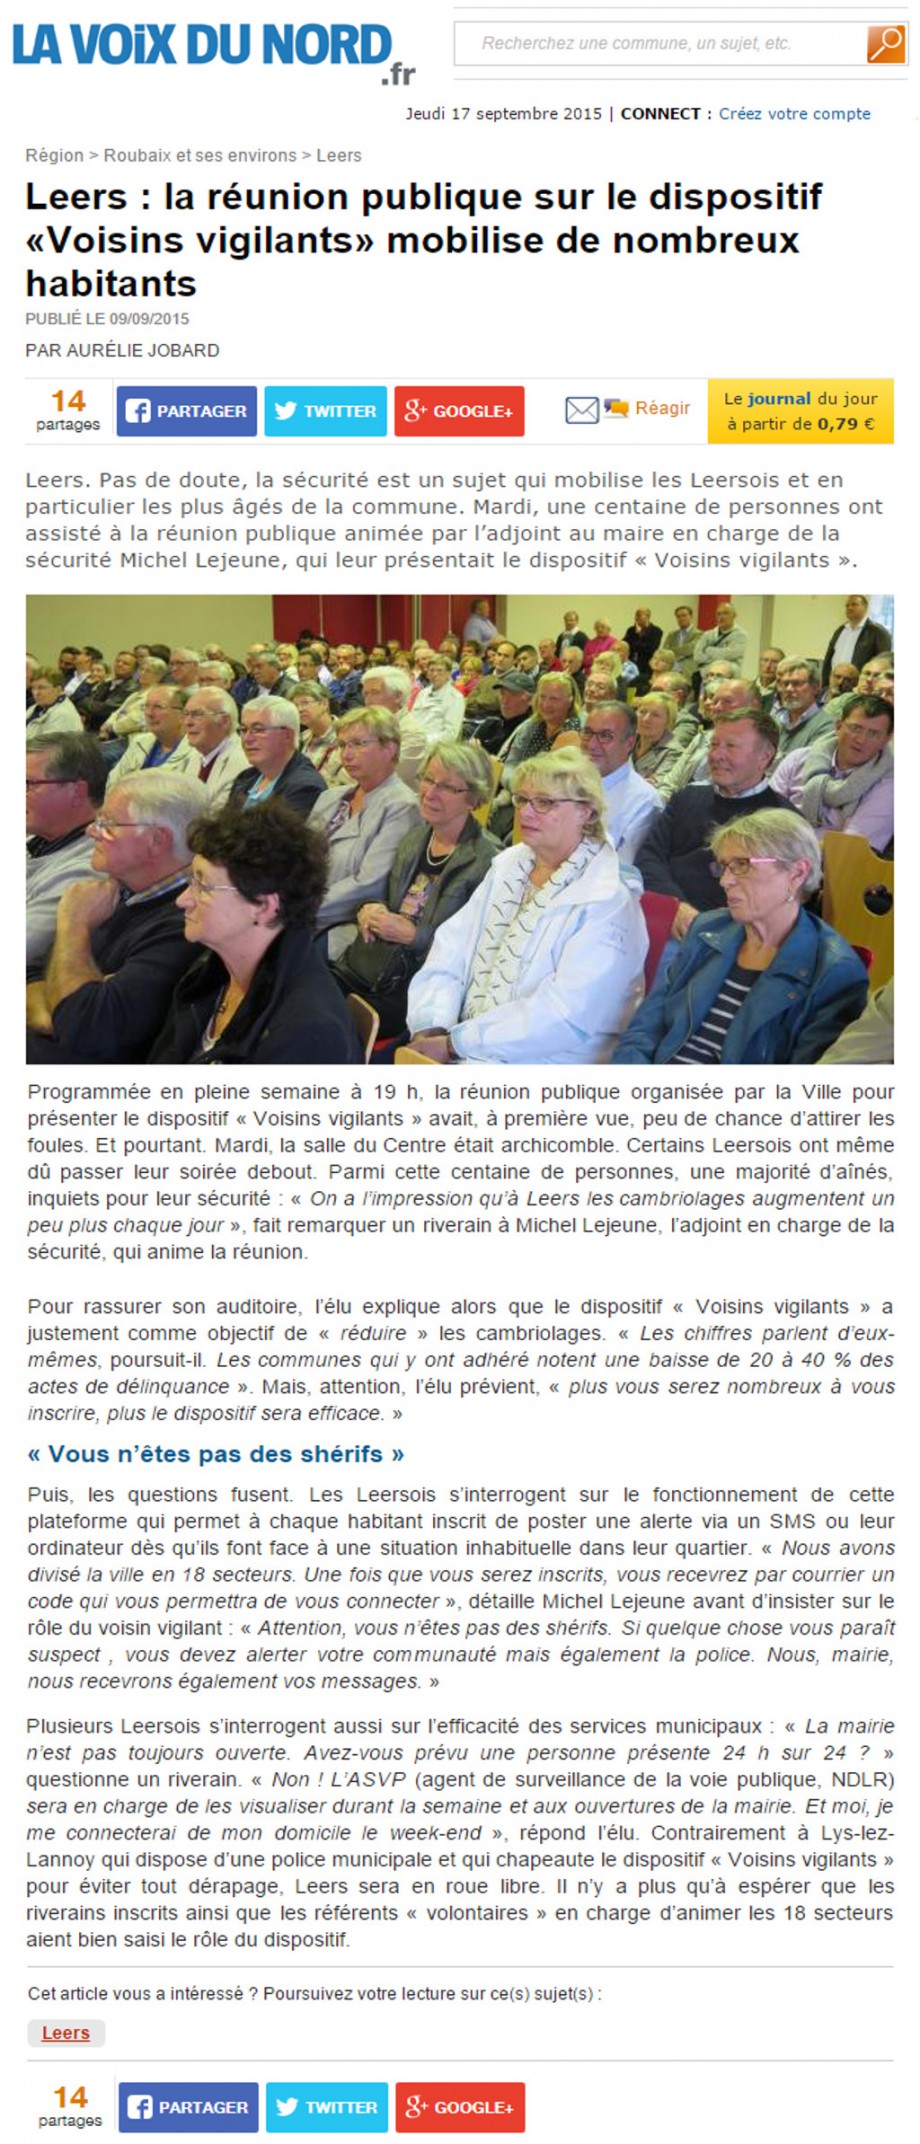 LA VOiX DU NORD
.fr
Recherchez une commune, un sujet, etc.
Jeudi 17 septembre 2015 | CONNECT : Créez votre compte
Région > Roubaix et ses environs > Leers
Leers : la réunion publique sur le dispositif
«Voisins vigilants» mobilise de nombreux
habitants
PUBLIÉ LE 09/09/2015
PAR AURÉLIE JOBARD
14
partages
PARTAGER
TWITTER
g+ GOOGLE+
Réagir
Le journal du jour
à partir de 0,79 €
Leers. Pas de doute, la sécurité est un sujet qui mobilise les Leersois et en
particulier les plus âgés de la commune. Mardi, une centaine de personnes ont
assisté à la réunion publique animée par l’adjoint au maire en charge de la
sécurité Michel Lejeune, qui leur présentait le dispositif « Voisins vigilants ».
Programmée en pleine semaine à 19 h, la réunion publique organisée par la Ville pour
présenter le dispositif « Voisins vigilants » avait, à première vue, peu de chance d’attirer les
foules. Et pourtant. Mardi, la salle du Centre était archicomble. Certains Leersois ont même
dû passer leur soirée debout. Parmi cette centaine de personnes, une majorité d’aînés,
inquiets pour leur sécurité : « On a l’impression qu’à Leers les cambriolages augmentent un
peu plus chaque jour », fait remarquer un riverain à Michel Lejeune, l’adjoint en charge de la
sécurité, qui anime la réunion.
Pour rassurer son auditoire, l’élu explique alors que le dispositif « Voisins vigilants » a
justement comme objectif de « réduire » les cambriolages. « Les chiffres parlent d’eux-
mêmes, poursuit-il. Les communes qui y ont adhéré notent une baisse de 20 à 40 % des
actes de délinquance ». Mais, attention, l’élu prévient, « plus vous serez nombreux à vous
inscrire, plus le dispositif sera efficace. »
« Vous n’êtes pas des shérifs »
Puis, les questions fusent. Les Leersois s’interrogent sur le fonctionnement de cette
plateforme qui permet à chaque habitant inscrit de poster une alerte via un SMS ou leur
ordinateur dès qu’ils font face à une situation inhabituelle dans leur quartier. « Nous avons
divisé la ville en 18 secteurs. Une fois que vous serez inscrits, vous recevrez par courrier un
code qui vous permettra de vous connecter », détaille Michel Lejeune avant d’insister sur le
rôle du voisin vigilant : « Attention, vous n’êtes pas des shérifs. Si quelque chose vous paraît
suspect , vous devez alerter votre communauté mais également la police. Nous, mairie,
nous recevrons également vos messages. »
Plusieurs Leersois s’interrogent aussi sur l’efficacité des services municipaux : « La mairie
n’est pas toujours ouverte. Avez-vous prévu une personne présente 24 h sur 24 ? »
questionne un riverain. « Non ! L’ASVP (agent de surveillance de la voie publique, NDLR)
sera en charge de les visualiser durant la semaine et aux ouvertures de la mairie. Et moi, je
me connecterai de mon domicile le week-end », répond l’élu. Contrairement à Lys-lez-
Lannoy qui dispose d’une police municipale et qui chapeaute le dispositif « Voisins vigilants »
pour éviter tout dérapage, Leers sera en roue libre. Il n’y a plus qu’à espérer que les
riverains inscrits ainsi que les référents « volontaires » en charge d’animer les 18 secteurs
aient bien saisi le rôle du dispositif.
Cet article vous a intéressé ? Poursuivez votre lecture sur ce(s) sujet(s) :
Leers
14
partages
PARTAGER
TWITTER
g+ GOOGLE+